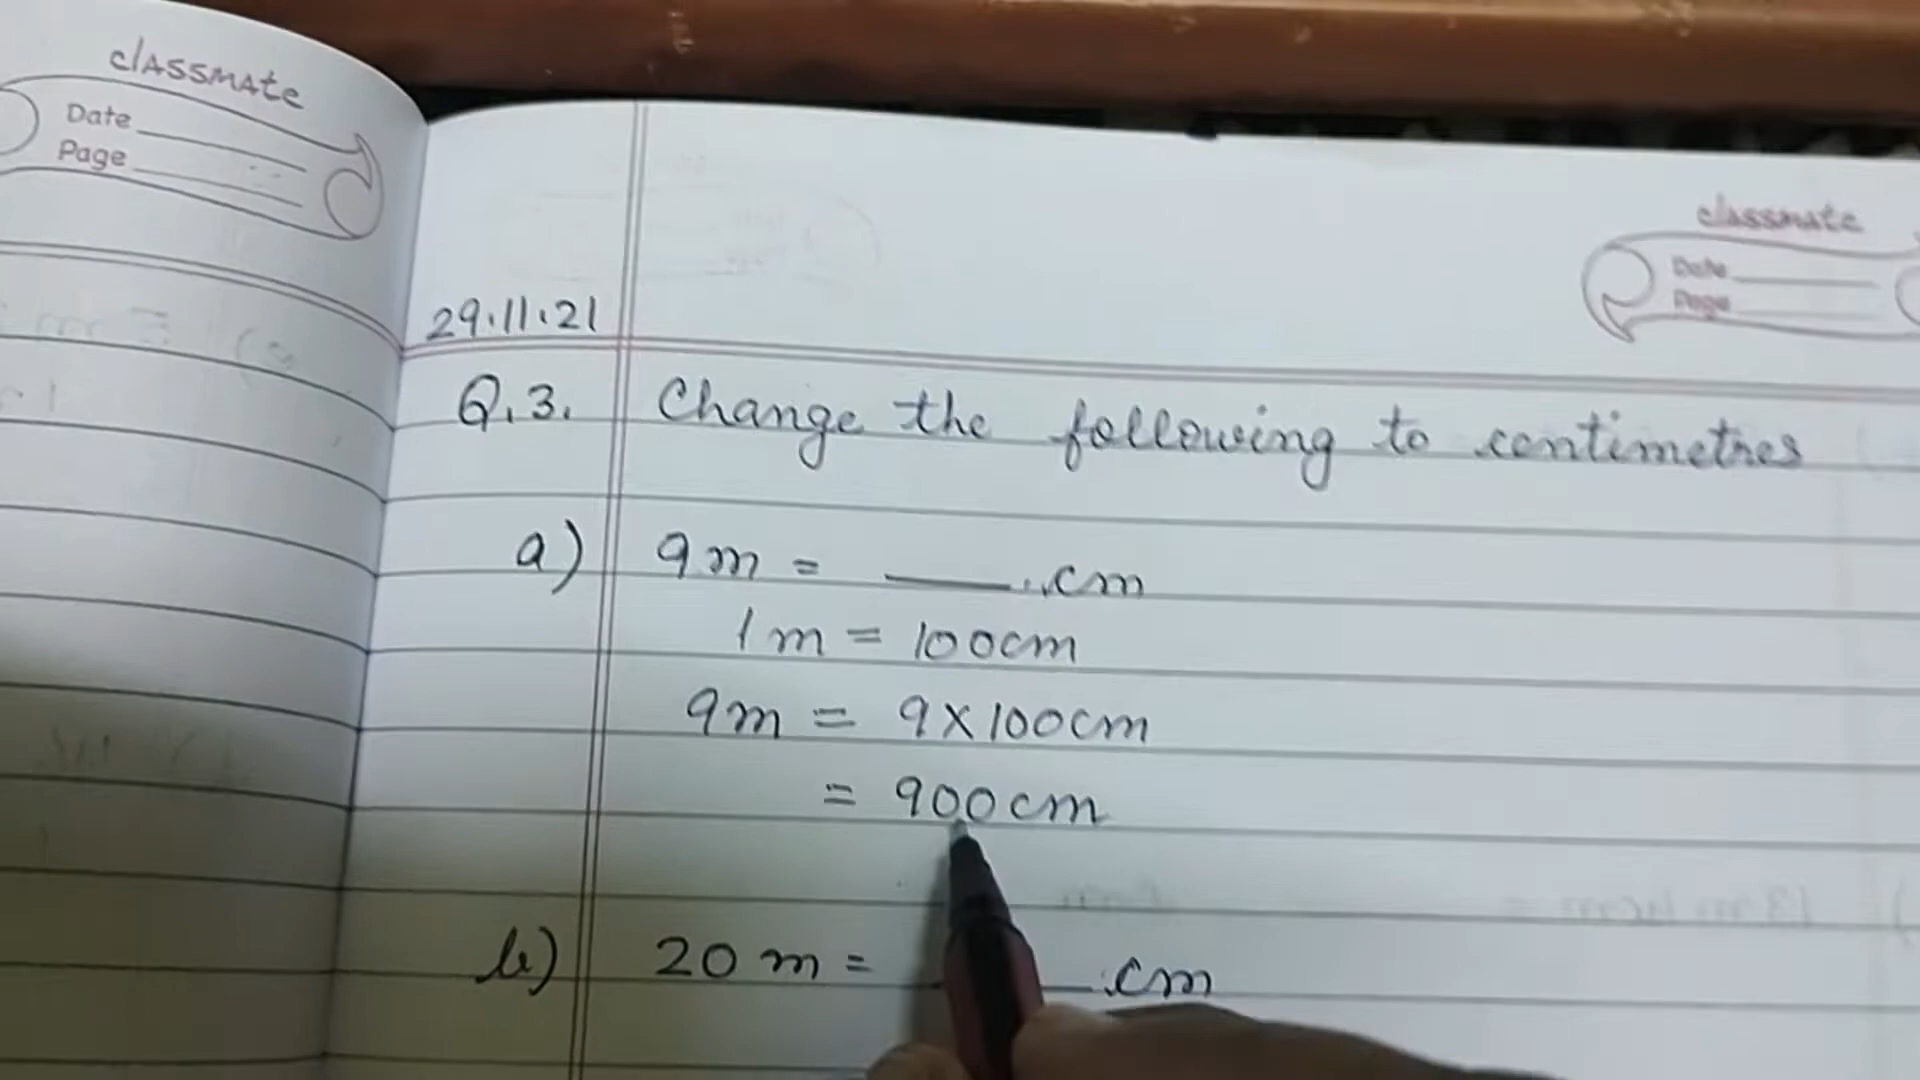 classmate
Date
Page
classmate
Date
Page
29.11.21
Q.3. Change the following to centimetres
a) 9m = ____ .cm
1m = 100cm
9m = 9x100cm
= 900cm
b) 20 m = ____ .cm